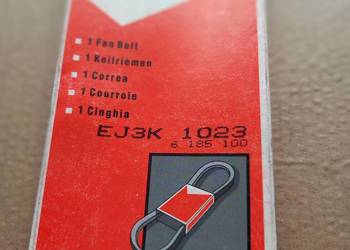 1 Fan Belt
1 Keilriemen
1 Correa
1 Courroie
1 Cinghia
EJ3K 1023
6 185 100